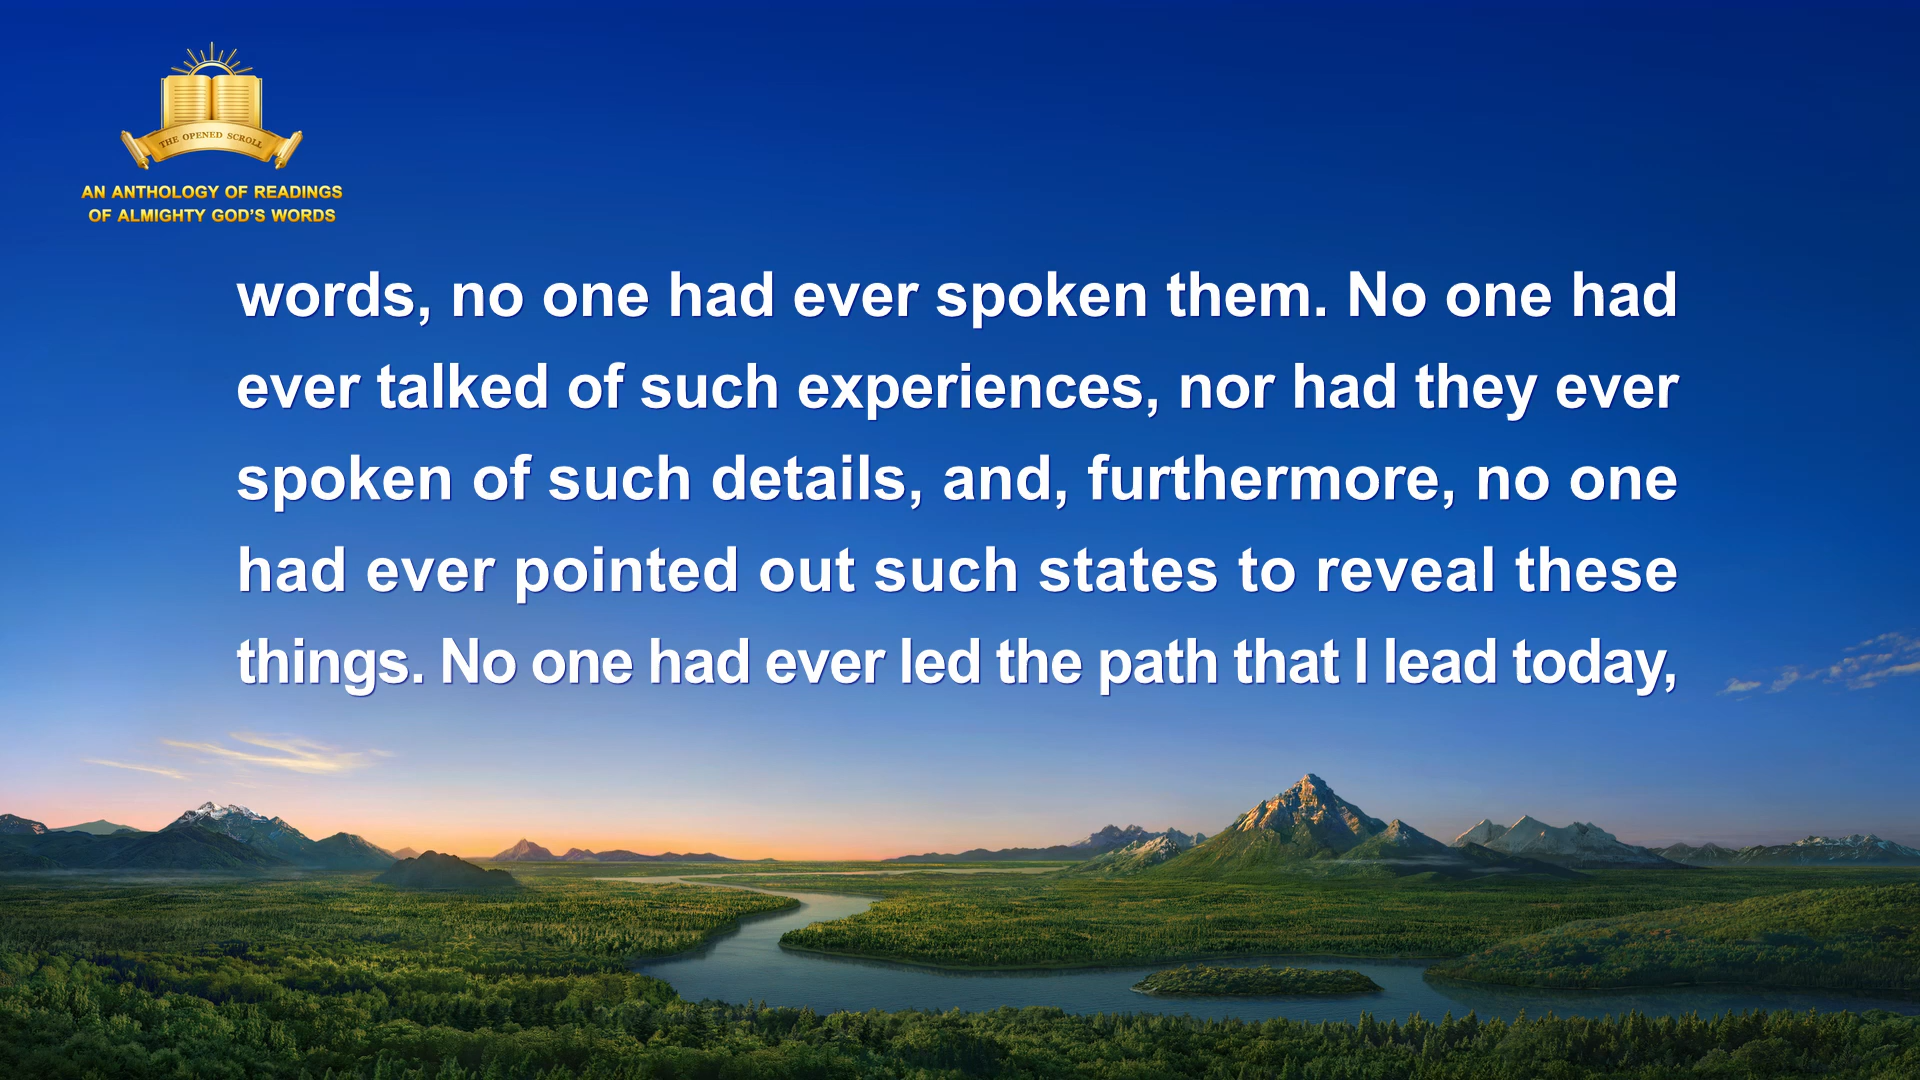 THE OPENED SCROLL
AN ANTHOLOGY OF READINGS
OF ALMIGHTY GOD'S WORDS
words, no one had ever spoken them. No one had
ever talked of such experiences, nor had they ever
spoken of such details, and, furthermore, no one
had ever pointed out such states to reveal these
things. No one had ever led the path that I lead today,